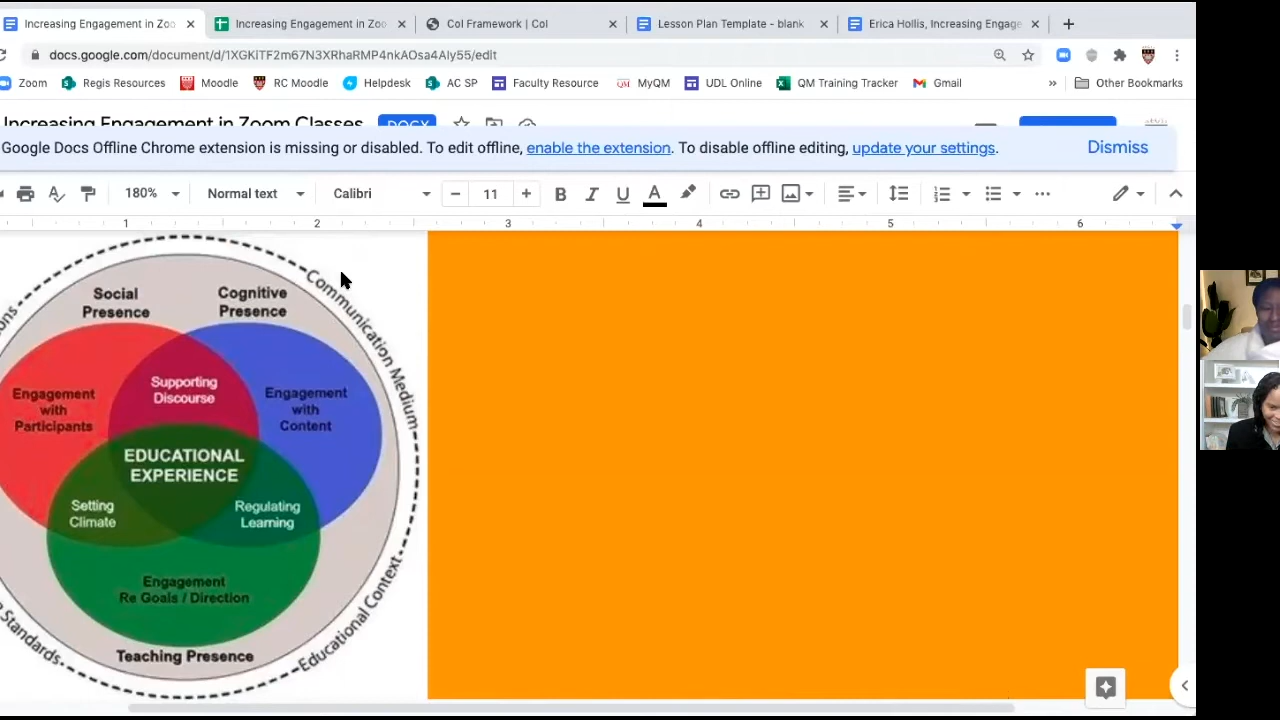 Increasing Engagement in Zoo
Increasing Engagement in Zoo
CoI Framework | CoI
Lesson Plan Template - blank
Erica Hollis, Increasing Engage
docs.google.com/document/d/1XGKiTF2m67N3XRhaRMP4nkAOsa4Aly55/edit
Zoom
Regis Resources
Moodle
RC Moodle
Helpdesk
AC SP
Faculty Resource
MyQM
UDL Online
QM Training Tracker
Gmail
»
Other Bookmarks
Increasing Engagement in Zoom Classes
DOCX
Google Docs Offline Chrome extension is missing or disabled. To edit offline, enable the extension. To disable offline editing, update your settings.
Dismiss
180%
Normal text
Calibri
11
B I U A
1 2 3 4 5 6
Communication Medium
Social
Presence
Cognitive
Presence
Supporting
Discourse
Engagement
with
Participants
Engagement
with
Content
EDUCATIONAL
EXPERIENCE
Setting
Climate
Regulating
Learning
Engagement
Re Goals / Direction
Teaching Presence
Standards
Educational Context